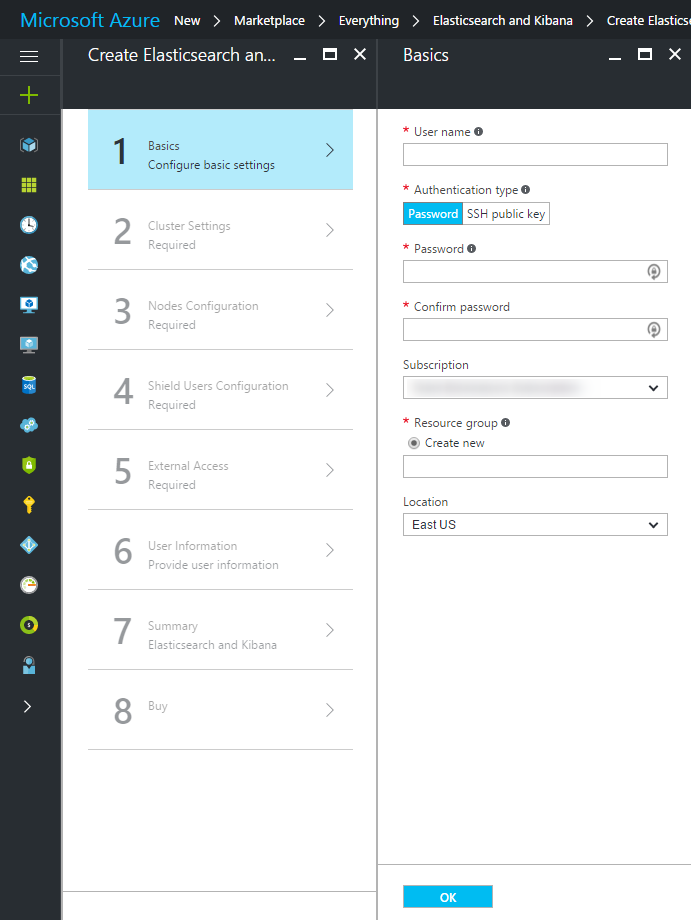 Microsoft Azure New > Marketplace > Everything > Elasticsearch and Kibana > Create Elastics
Create Elasticsearch an...
Basics
1
Basics
Configure basic settings
2
Cluster Settings
Required
3
Nodes Configuration
Required
4
Shield Users Configuration
Required
5
External Access
Required
6
User Information
Provide user information
7
Summary
Elasticsearch and Kibana
8
Buy
* User name
* Authentication type
Password SSH public key
* Password
* Confirm password
Subscription
* Resource group
Create new
Location
East US
OK
SQL